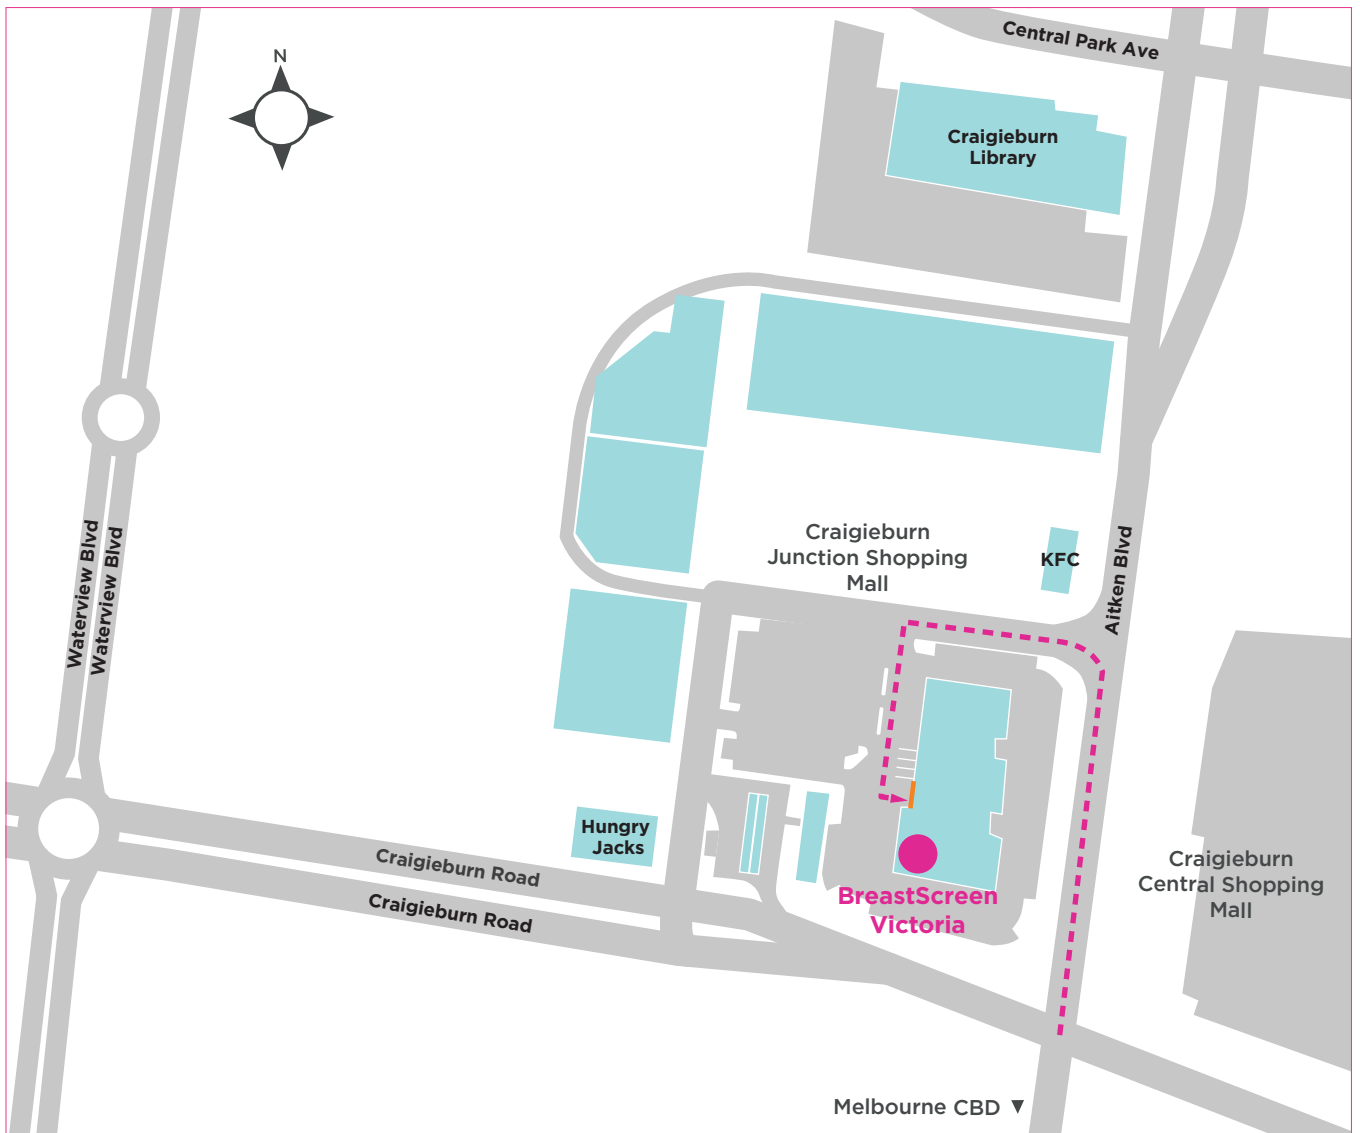 Central Park Ave
N
Craigieburn
Library
Craigieburn
Junction Shopping
Mall
KFC
Aitken Blvd
Waterview Blvd
Waterview Blvd
Hungry
Jacks
Craigieburn Road
Craigieburn Road
BreastScreen
Victoria
Craigieburn
Central Shopping
Mall
Melbourne CBD ▼